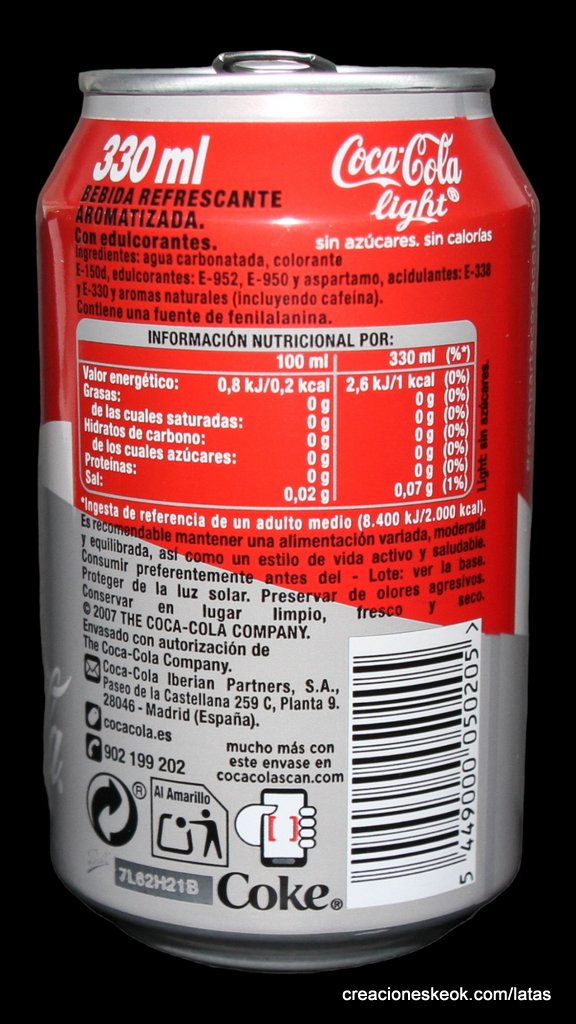 330 ml
Coca-Cola
light®
BEBIDA REFRESCANTE
AROMATIZADA.
Con edulcorantes.
sin azúcares. sin calorías
Ingredientes: agua carbonatada, colorante
E-150d, edulcorantes: E-952, E-950 y aspartamo, acidulantes: E-338
y E-330 y aromas naturales (incluyendo cafeína).
Contiene una fuente de fenilalanina.
INFORMACIÓN NUTRICIONAL POR:
100 ml 330 ml (%*)
Valor energético: 0,8 kJ/0,2 kcal 2,6 kJ/1 kcal (0%)
Grasas: 0 g 0 g (0%)
de las cuales saturadas: 0 g 0 g (0%)
Hidratos de carbono: 0 g 0 g (0%)
de los cuales azúcares: 0 g 0 g (0%)
Proteínas: 0 g 0 g (0%)
Sal: 0,02 g 0,07 g (1%)
Light: sin azúcares.
*Ingesta de referencia de un adulto medio (8.400 kJ/2.000 kcal).
Es recomendable mantener una alimentación variada, moderada
y equilibrada, así como un estilo de vida activo y saludable.
Consumir preferentemente antes del - Lote: ver la base.
Proteger de la luz solar. Preservar de olores agresivos.
Conservar en lugar limpio, fresco y seco.
© 2007 THE COCA-COLA COMPANY.
Envasado con autorización de
The Coca-Cola Company.
Coca-Cola Iberian Partners, S.A.,
Paseo de la Castellana 259 C, Planta 9.
28046 - Madrid (España).
cocacola.es
902 199 202
mucho más con
este envase en
cocacolascan.com
®
Al Amarillo
7L62H21B
Coke®
5 449000 050205 >
creacioneskeok.com/latas